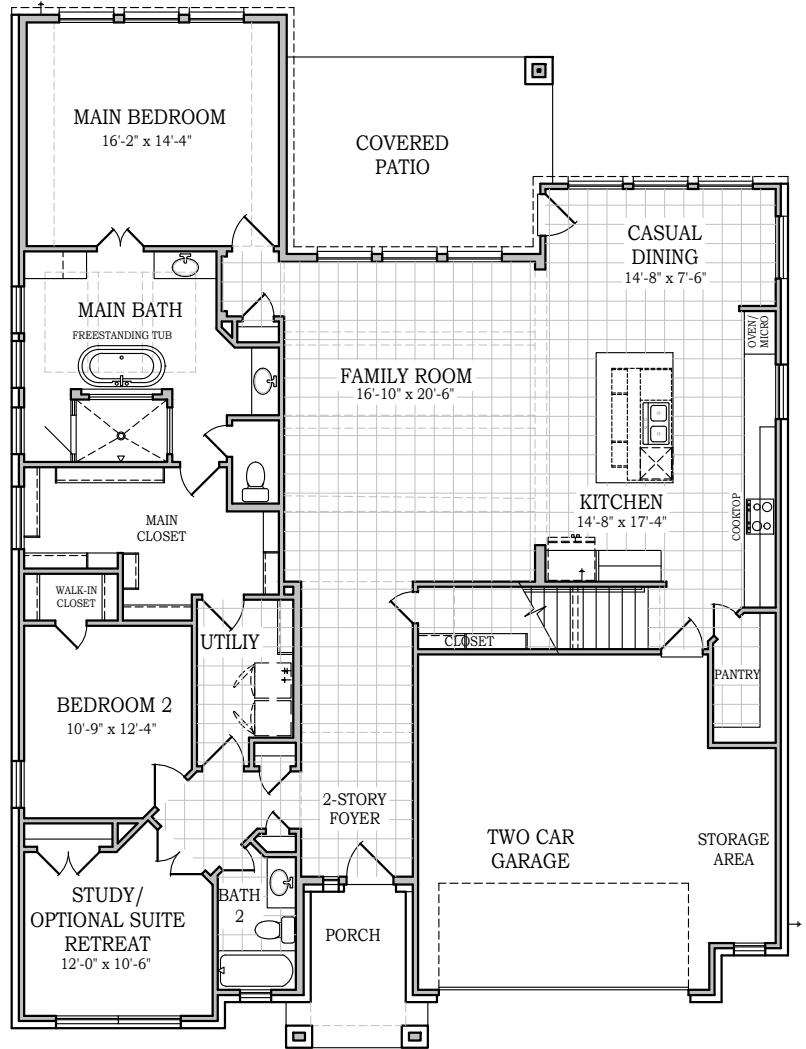 MAIN BEDROOM
16'-2" x 14'-4"
COVERED
PATIO
CASUAL
DINING
14'-8" x 7'-6"
MAIN BATH
FREESTANDING TUB
OVEN/
MICRO
FAMILY ROOM
16'-10" x 20'-6"
KITCHEN
14'-8" x 17'-4"
COOKTOP
MAIN
CLOSET
WALK-IN
CLOSET
UTILIY
CLOSET
PANTRY
BEDROOM 2
10'-9" x 12'-4"
2-STORY
FOYER
TWO CAR
GARAGE
STORAGE
AREA
STUDY/
OPTIONAL SUITE
RETREAT
12'-0" x 10'-6"
BATH
2
PORCH